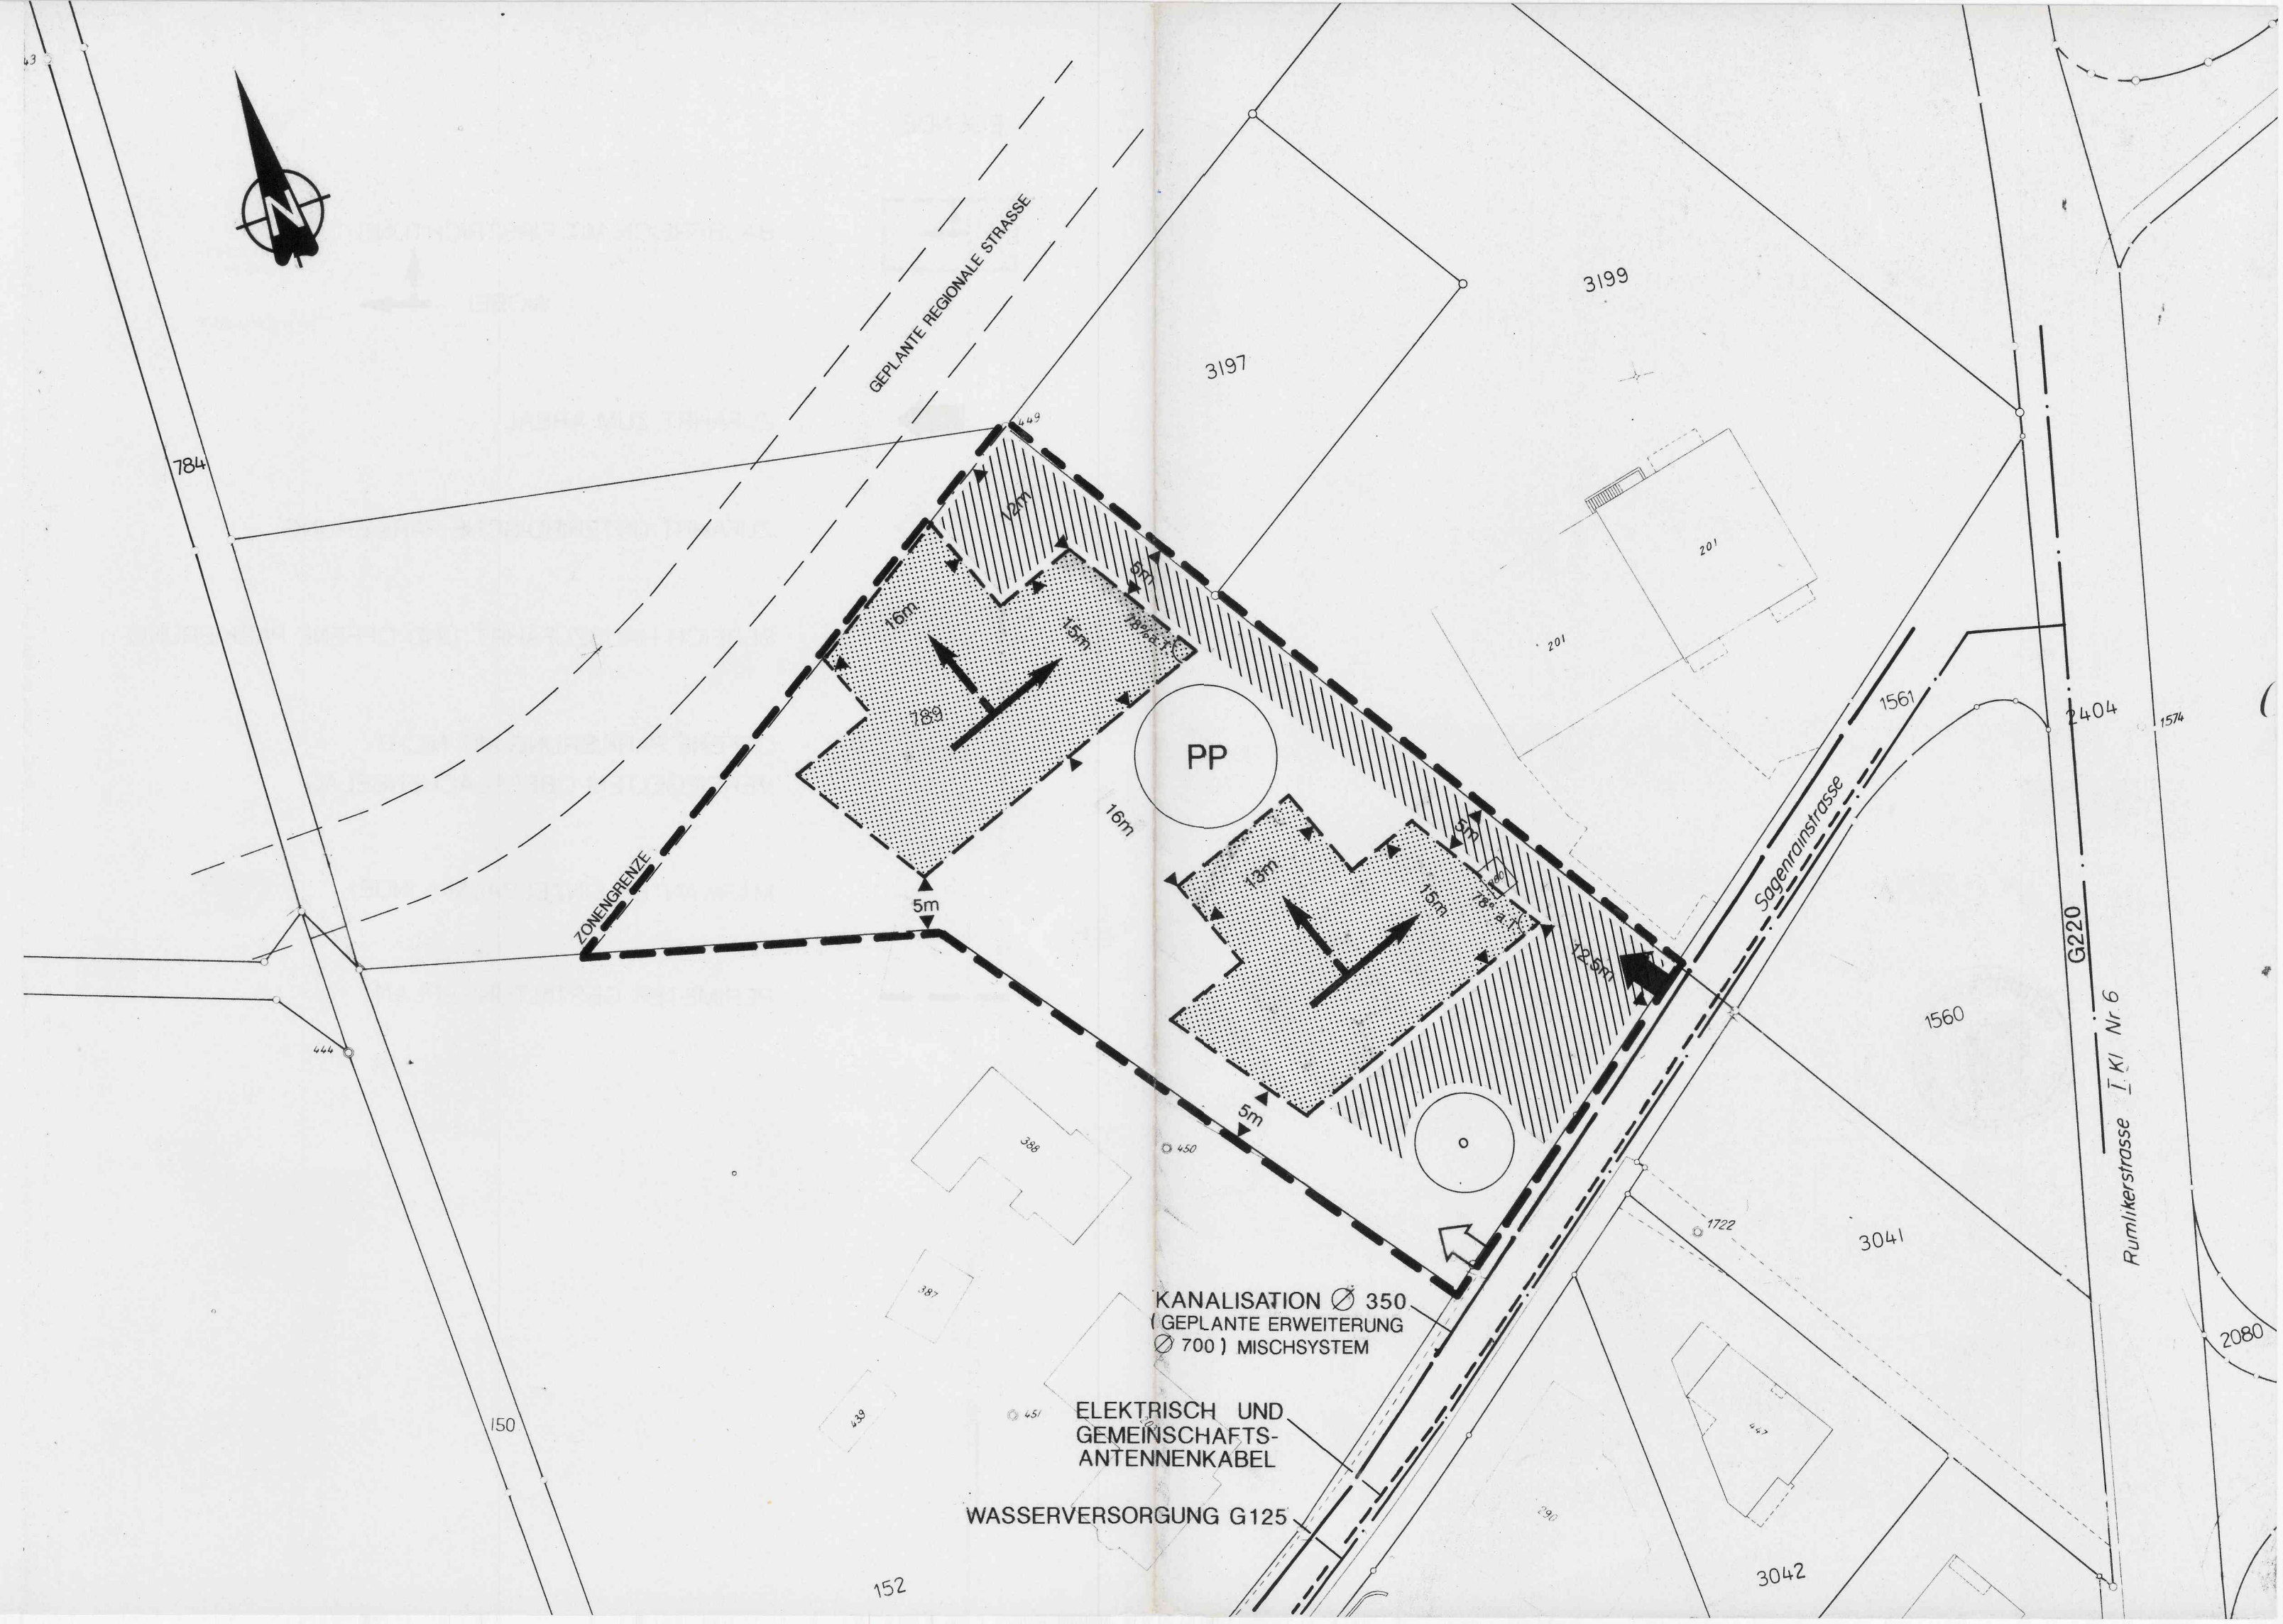 N
GEPLANTE REGIONALE STRASSE
3199
3197
449
784
12m
5m
201
201
16m
15m
78% a.T.
789
1561
2404
1574
PP
16m
Sagenrainstrasse
5m
13m
15m
ZONENGRENZE
5m
12.5m
G220
1560
Rumlikerstrasse I. Kl Nr. 6
444
388
450
5m
1722
3041
387
KANALISATION Ø 350
(GEPLANTE ERWEITERUNG
Ø 700) MISCHSYSTEM
2080
439
451
ELEKTRISCH UND
GEMEINSCHAFTS-
ANTENNENKABEL
150
447
WASSERVERSORGUNG G125
290
152
3042